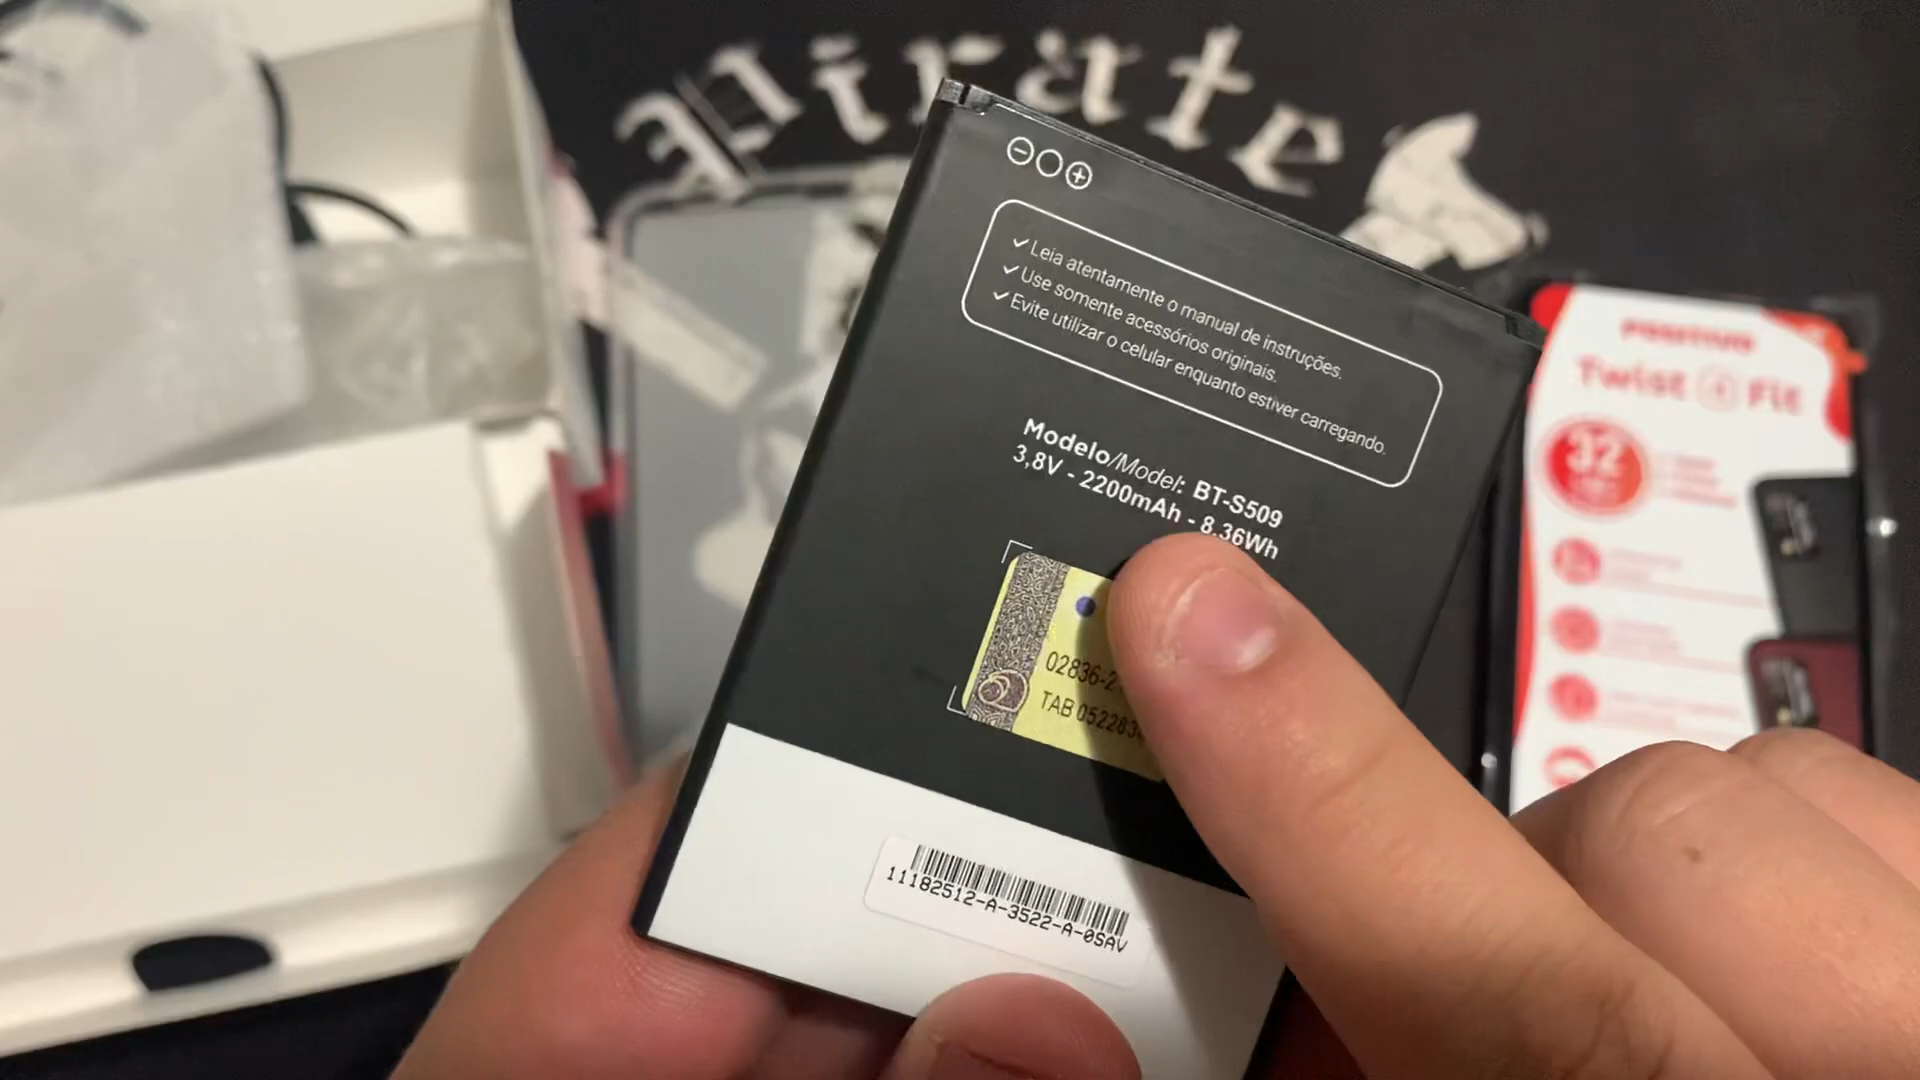 Pirate
✓ Leia atentamente o manual de instruções.
✓ Use somente acessórios originais.
✓ Evite utilizar o celular enquanto estiver carregando.
Modelo/Model: BT-S509
3,8V - 2200mAh - 8,36Wh
02836-2
TAB 052283
11182512-A-3522-A-0SAV
POSITIVO
Twist 4 Fit
32